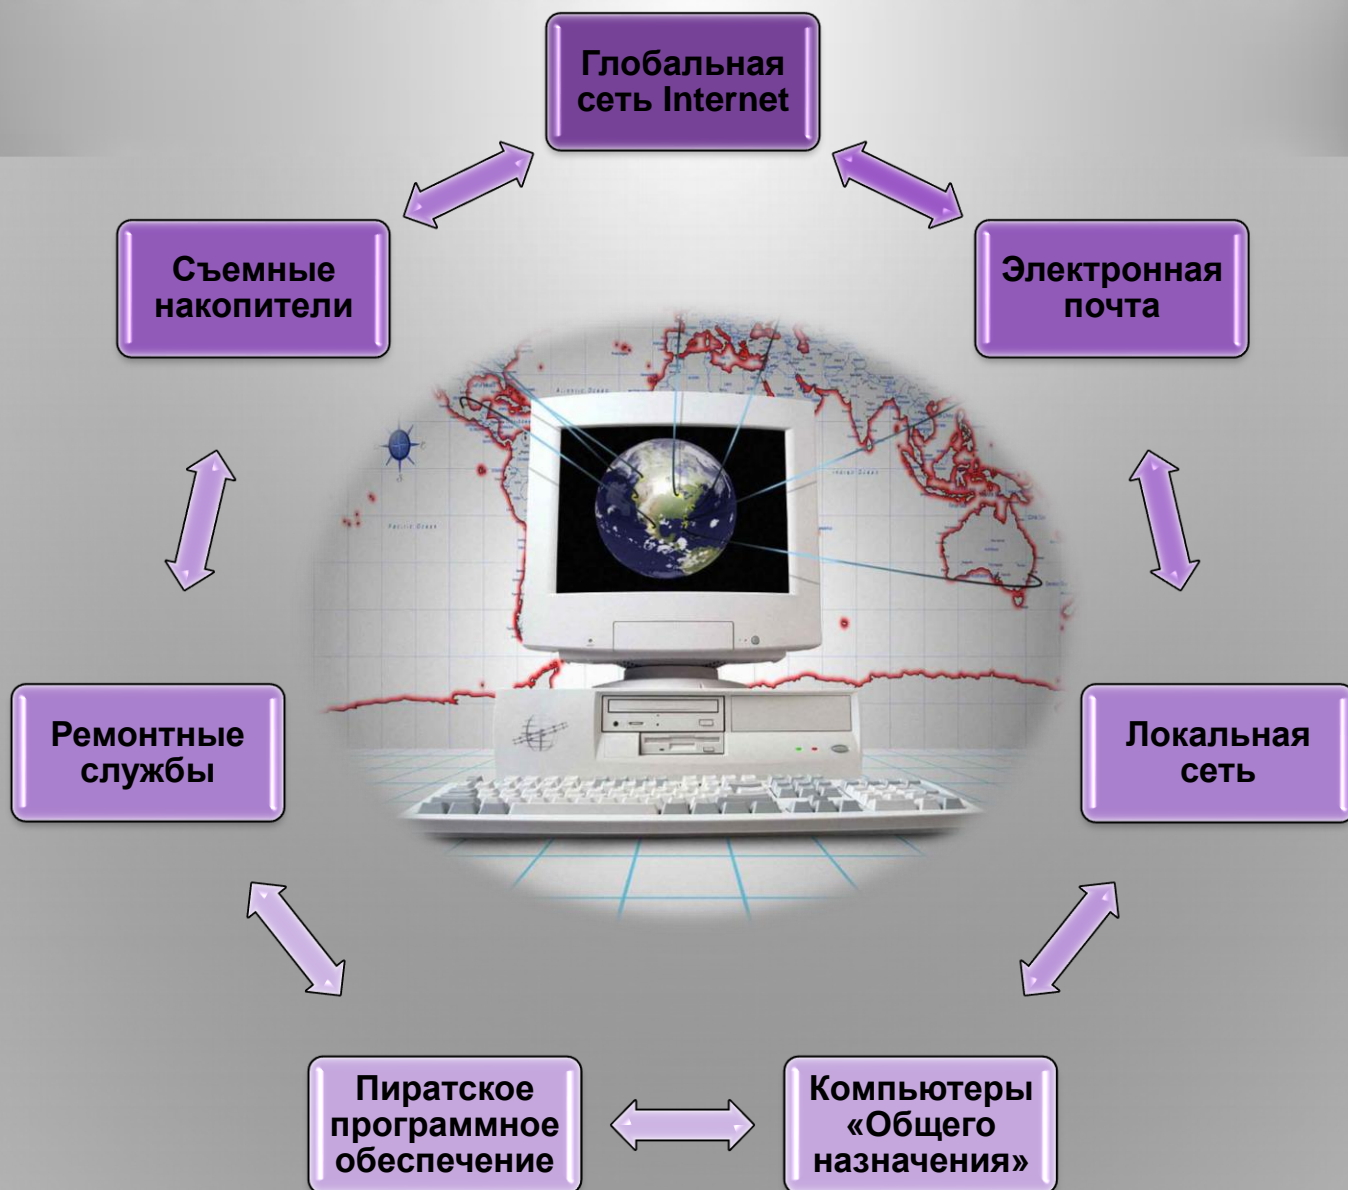 Глобальная
сеть Internet
Съемные
накопители
Электронная
почта
Ремонтные
службы
Локальная
сеть
Пиратское
программное
обеспечение
Компьютеры
«Общего
назначения»